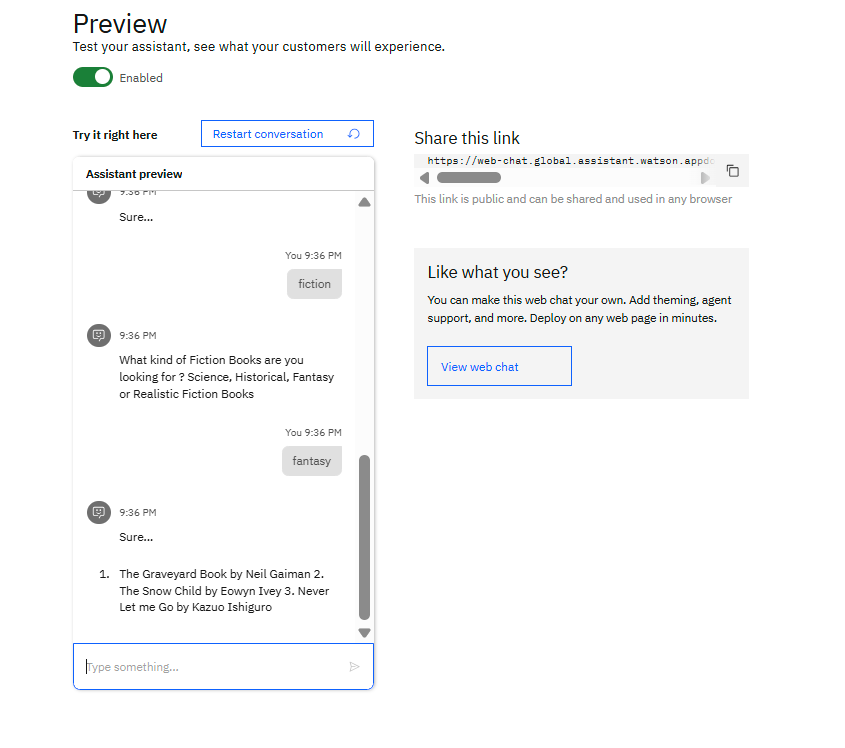 Preview
Test your assistant, see what your customers will experience.
Enabled
Try it right here
Restart conversation
Assistant preview
9:36 PM
Sure...
You 9:36 PM
fiction
9:36 PM
What kind of Fiction Books are you
looking for ? Science, Historical, Fantasy
or Realistic Fiction Books
You 9:36 PM
fantasy
9:36 PM
Sure...
1. The Graveyard Book by Neil Gaiman 2.
The Snow Child by Eowyn Ivey 3. Never
Let me Go by Kazuo Ishiguro
Type something...
Share this link
https://web-chat.global.assistant.watson.appdo
This link is public and can be shared and used in any browser
Like what you see?
You can make this web chat your own. Add theming, agent
support, and more. Deploy on any web page in minutes.
View web chat